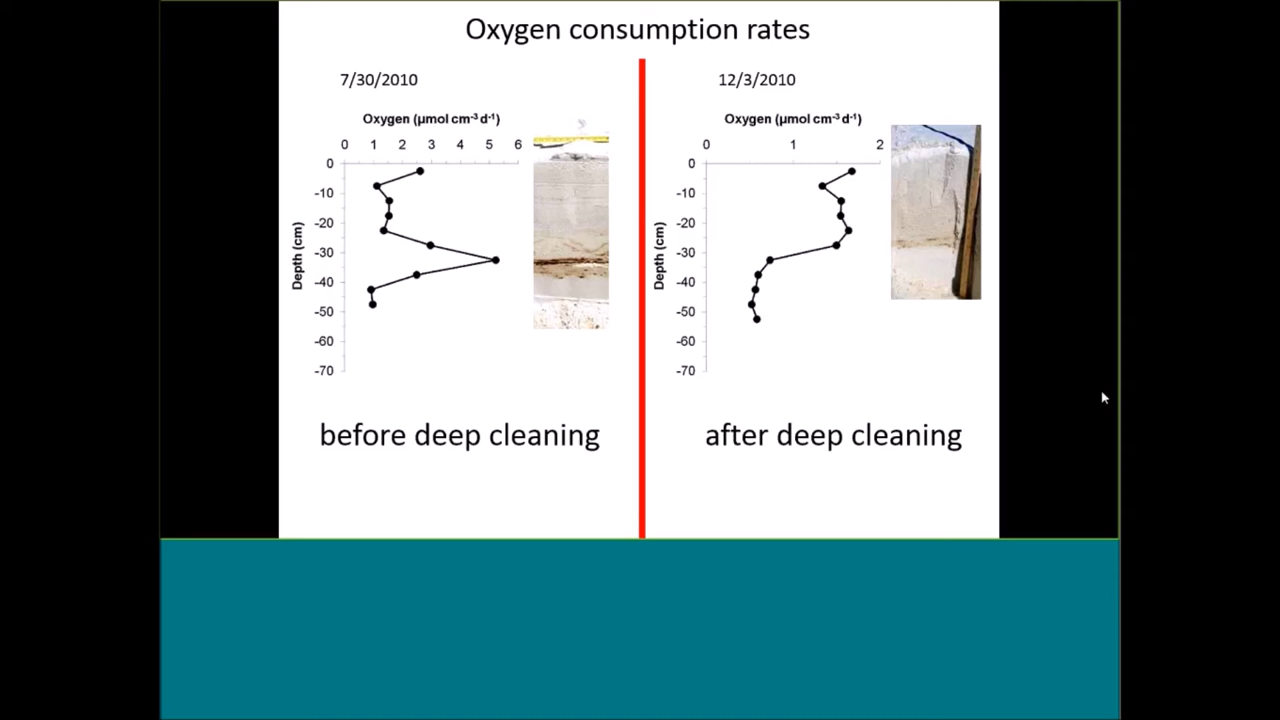 Oxygen consumption rates
7/30/2010
Oxygen (µmol cm-3 d-1)
0 1 2 3 4 5 6
0
-10
-20
-30
-40
-50
-60
-70
Depth (cm)
before deep cleaning
12/3/2010
Oxygen (µmol cm-3 d-1)
0 1 2
0
-10
-20
-30
-40
-50
-60
-70
Depth (cm)
after deep cleaning